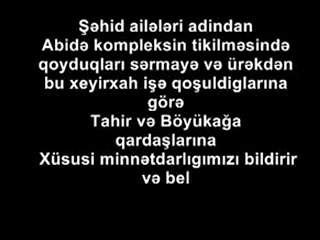 Şəhid ailələri adindan
Abidə kompleksin tikilməsində
qoyduqları sərmayə və ürəkdən
bu xeyirxah işə qoşuldiglarına
görə
Tahir və Böyükağa
qardaşlarına
Xüsusi minnətdarlıgımızı bildirir
və bel